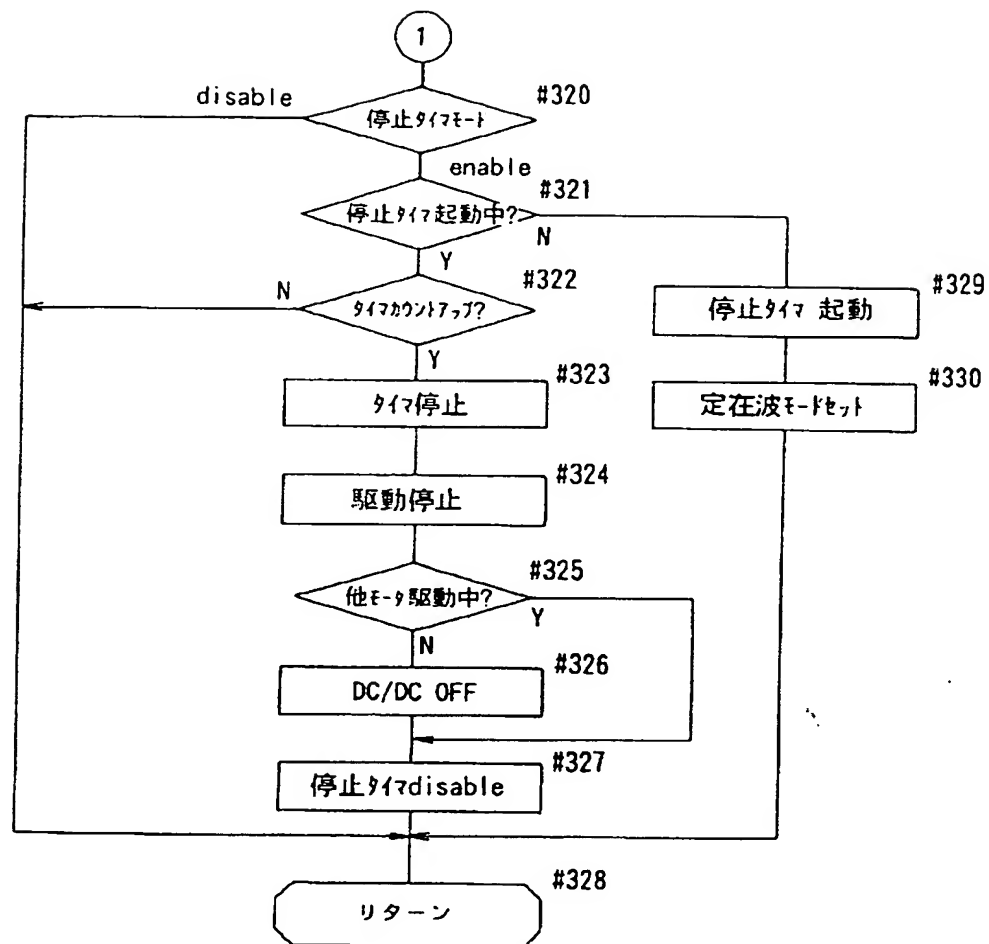 1
#320
disable
停止タイマモード
enable
#321
停止タイマ起動中?
N
Y
#322
N
タイマカウントアップ?
Y
#329
停止タイマ 起動
#323
タイマ停止
#330
定在波モードセット
#324
駆動停止
#325
他モータ駆動中?
Y
N
#326
DC/DC OFF
#327
停止タイマdisable
#328
リターン